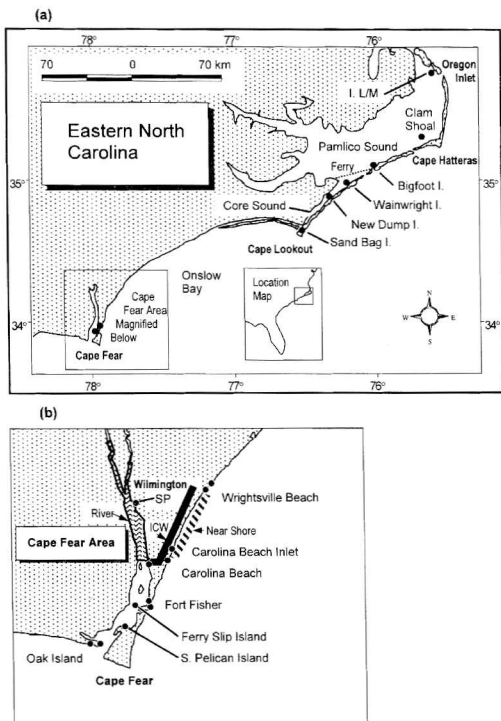 (a)
78°
77°
76°
70 0 70 km
Oregon
Inlet
I. L/M
Eastern North
Carolina
Clam
Shoal
Pamlico Sound
Ferry
Cape Hatteras
35°
35°
Bigfoot I.
Core Sound
Wainwright I.
New Dump I.
Cape Lookout
Sand Bag I.
Onslow
Bay
Location
Map
Cape
Fear Area
Magnified
Below
N
W E
S
34°
34°
Cape Fear
78°
77°
76°
(b)
Wilmington
SP
Wrightsville Beach
River
ICW
Near Shore
Cape Fear Area
Carolina Beach Inlet
Carolina Beach
Fort Fisher
Ferry Slip Island
Oak Island
S. Pelican Island
Cape Fear